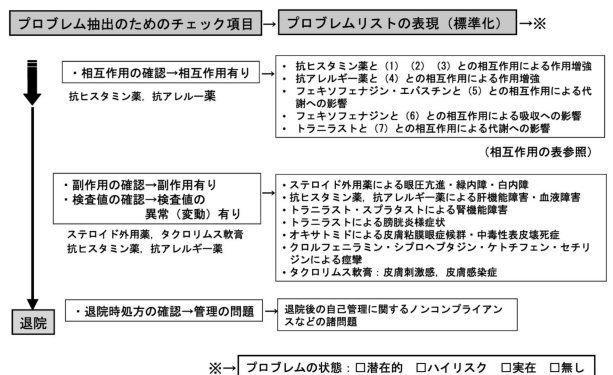 プロブレム抽出のためのチェック項目 → プロブレムリストの表現（標準化） →※
・相互作用の確認→相互作用有り
抗ヒスタミン薬，抗アレルー薬
・ 抗ヒスタミン薬と（1）（2）（3）との相互作用による作用増強
・ 抗アレルギー薬と（4）との相互作用による作用増強
・ フェキソフェナジン・エバスチンと（5）との相互作用による代
謝への影響
・ フェキソフェナジンと（6）との相互作用による吸収への影響
・ トラニラストと（7）との相互作用による代謝への影響
（相互作用の表参照）
・副作用の確認→副作用有り
・検査値の確認→検査値の
異常（変動）有り
ステロイド外用薬，タクロリムス軟膏
抗ヒスタミン薬，抗アレルギー薬
・ステロイド外用薬による眼圧亢進・緑内障・白内障
・抗ヒスタミン薬，抗アレルギー薬による肝機能障害・血液障害
・トラニラスト・スプラタストによる腎機能障害
・トラニラストによる膀胱炎様症状
・オキサトミドによる皮膚粘膜眼症候群・中毒性表皮壊死症
・クロルフェニラミン・シプロヘプタジン・ケトチフェン・セチリ
ジンによる痙攣
・タクロリムス軟膏：皮膚刺激感，皮膚感染症
退院
・退院時処方の確認→管理の問題
退院後の自己管理に関するノンコンプライアン
スなどの諸問題
※→ プロブレムの状態：□潜在的 □ハイリスク □実在 □無し